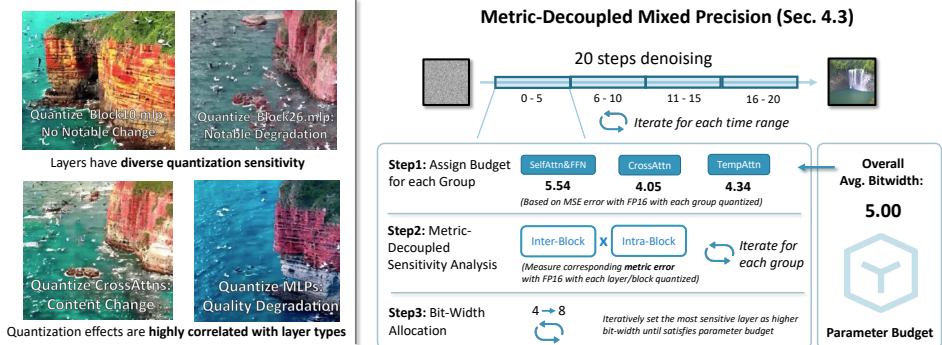 Quantize Block10.mlp:
No Notable Change
Quantize Block26.mlp:
Notable Degradation
Layers have diverse quantization sensitivity
Quantize CrossAttns:
Content Change
Quantize MLPs:
Quality Degradation
Quantization effects are highly correlated with layer types
Metric-Decoupled Mixed Precision (Sec. 4.3)
20 steps denoising
0 - 5
6 - 10
11 - 15
16 - 20
Iterate for each time range
Step1: Assign Budget
for each Group
SelfAttn&FFN
CrossAttn
TempAttn
5.54
4.05
4.34
(Based on MSE error with FP16 with each group quantized)
Overall
Avg. Bitwidth:
5.00
Parameter Budget
Step2: Metric-
Decoupled
Sensitivity Analysis
Inter-Block
x
Intra-Block
(Measure corresponding metric error
with FP16 with each layer/block quantized)
Iterate for
each group
Step3: Bit-Width
Allocation
4 → 8
Iteratively set the most sensitive layer as higher
bit-width until satisfies parameter budget